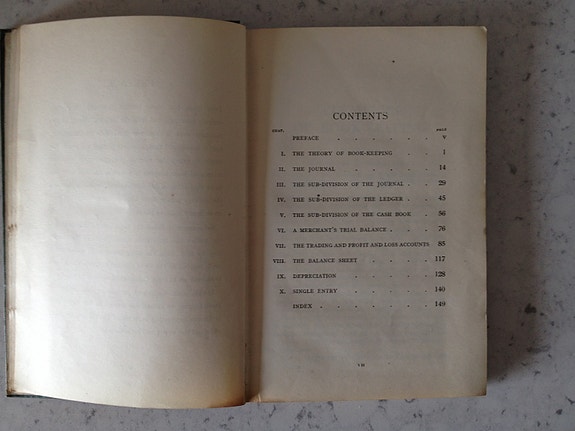 CONTENTS
CHAP. PAGE
PREFACE . . . . . . v
I. THE THEORY OF BOOK-KEEPING . . 1
II. THE JOURNAL . . . . . 14
III. THE SUB-DIVISION OF THE JOURNAL . . 29
IV. THE SUB-DIVISION OF THE LEDGER . . 45
V. THE SUB-DIVISION OF THE CASH BOOK . . 56
VI. A MERCHANT'S TRIAL BALANCE . . . 76
VII. THE TRADING AND PROFIT AND LOSS ACCOUNTS 85
VIII. THE BALANCE SHEET . . . . 117
IX. DEPRECIATION . . . . . 128
X. SINGLE ENTRY . . . . . 140
INDEX . . . . . . 149
vii